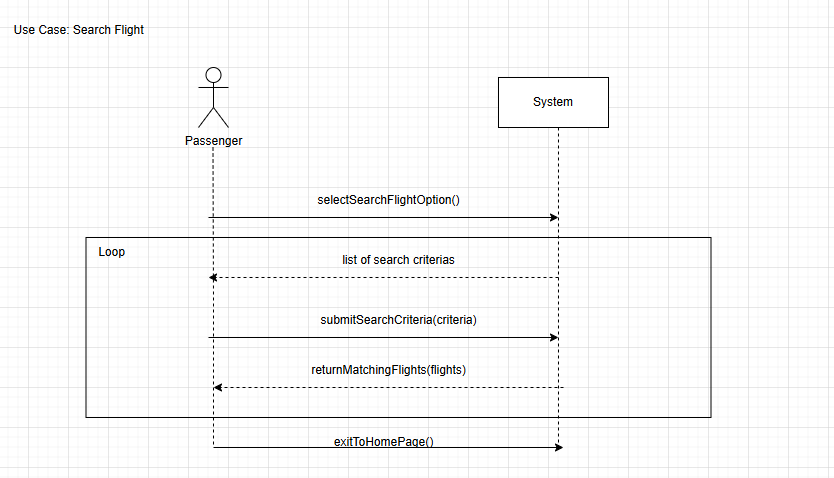 Use Case: Search Flight
System
Passenger
selectSearchFlightOption()
Loop
list of search criterias
submitSearchCriteria(criteria)
returnMatchingFlights(flights)
exitToHomePage()